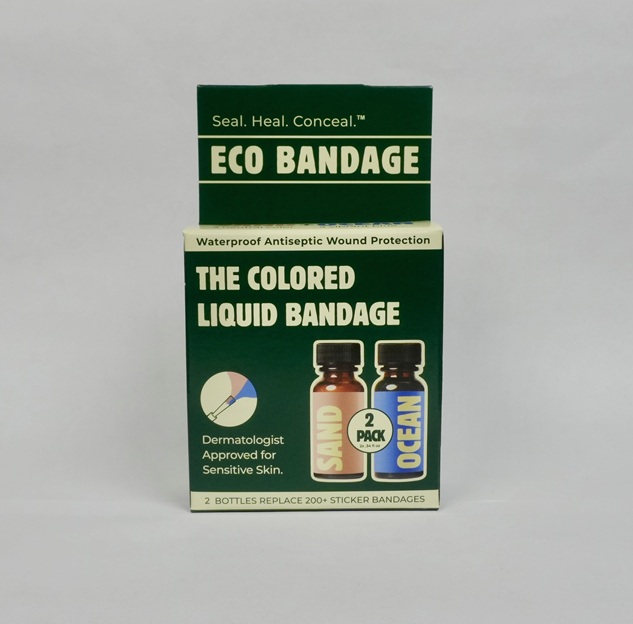 Seal. Heal. Conceal.™
ECO BANDAGE
Waterproof Antiseptic Wound Protection
THE COLORED
LIQUID BANDAGE
SAND
2
PACK
OCEAN
Dermatologist
Approved for
Sensitive Skin.
2 BOTTLES REPLACE 200+ STICKER BANDAGES